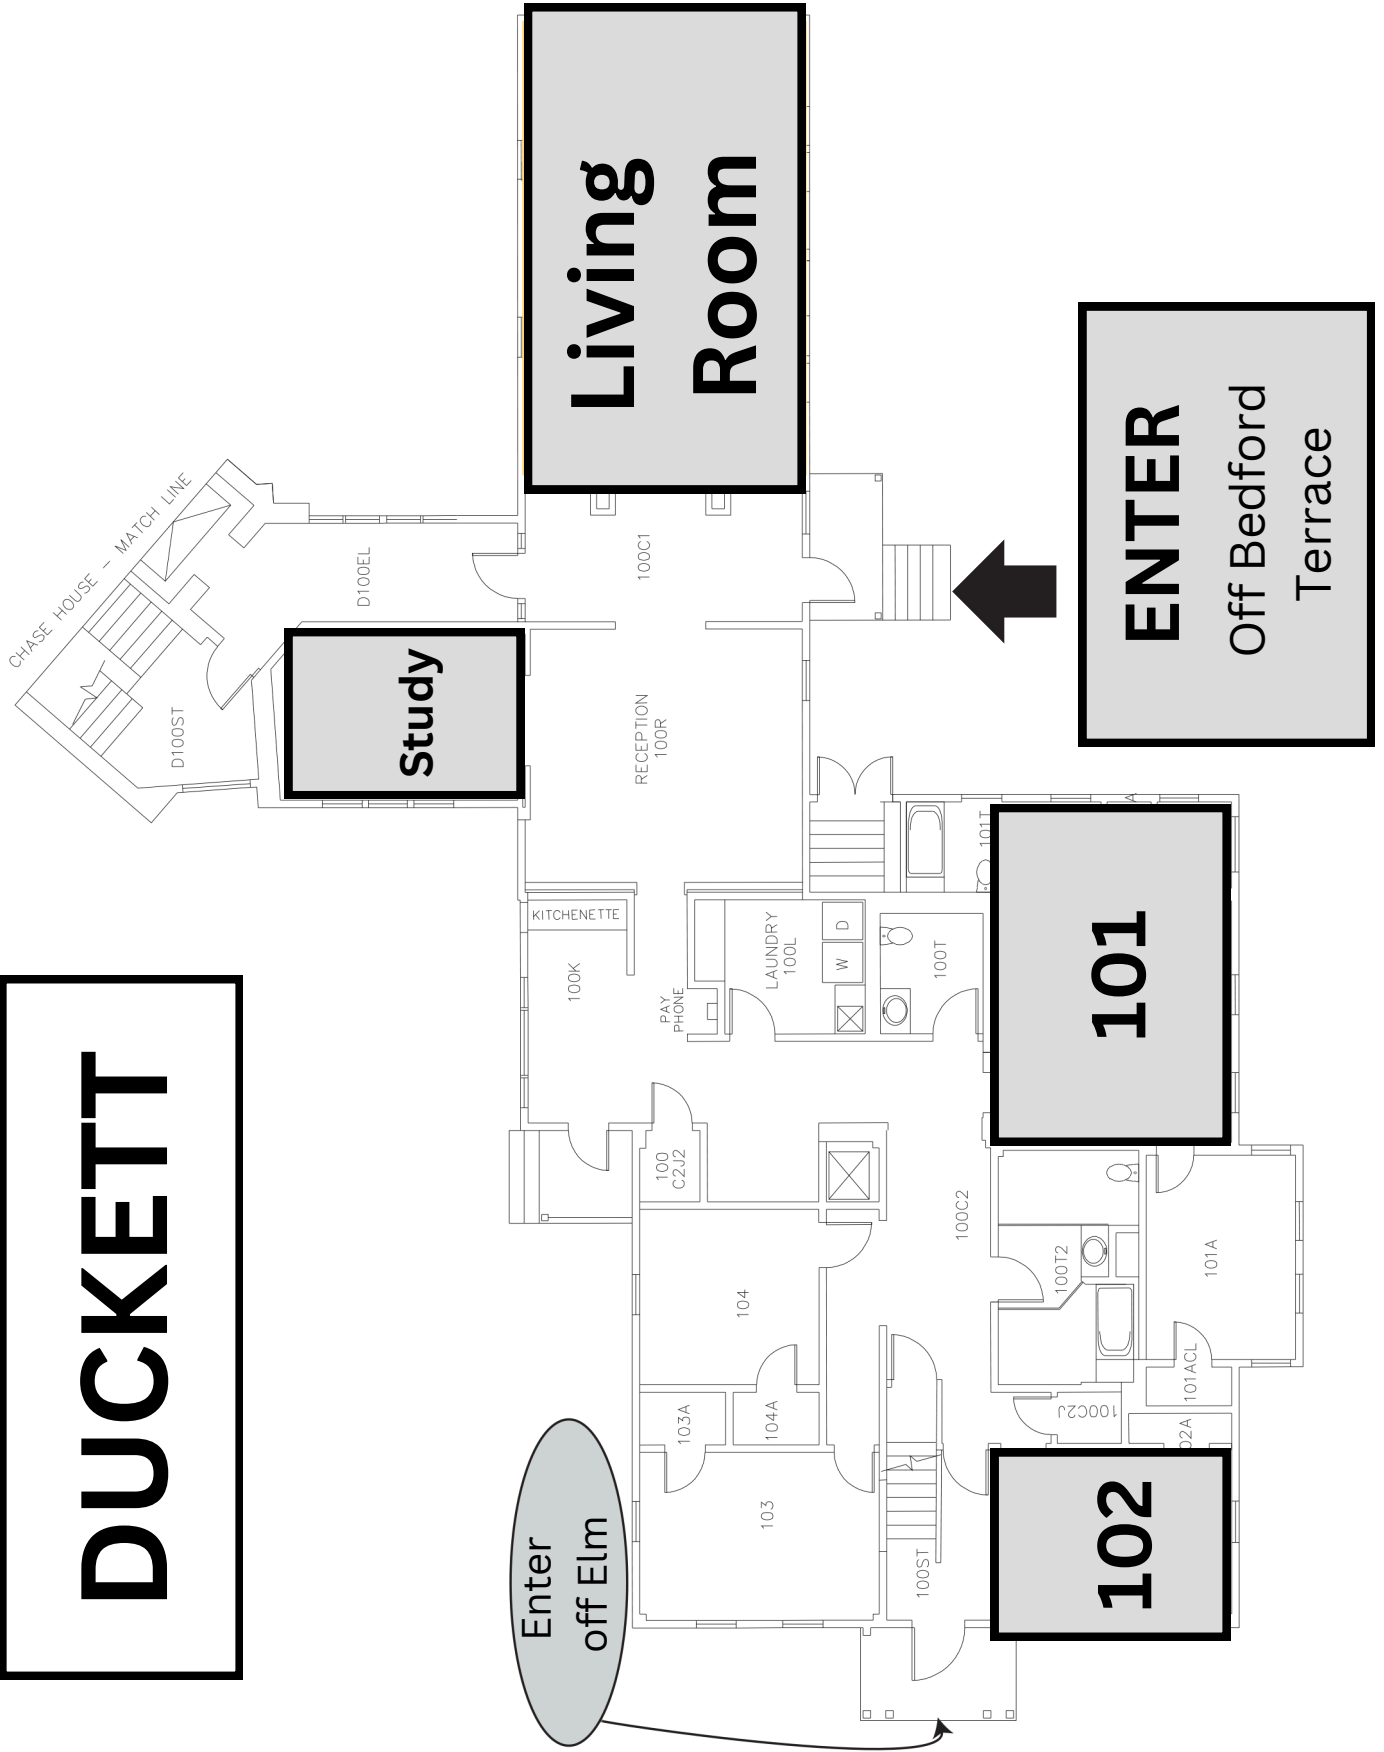 DUCKETT
CHASE HOUSE - MATCH LINE
D100ST
D100EL
Study
Enter
off Elm
KITCHENETTE
100K
Living
Room
RECEPTION
100R
100C1
PAY
PHONE
100
C2J2
103A
104
104A
103
LAUNDRY
100L
W
D
100T
100ST
100C2
101T
100T2
100C2J
101
102
101A
101ACL
02A
A
ENTER
Off Bedford
Terrace